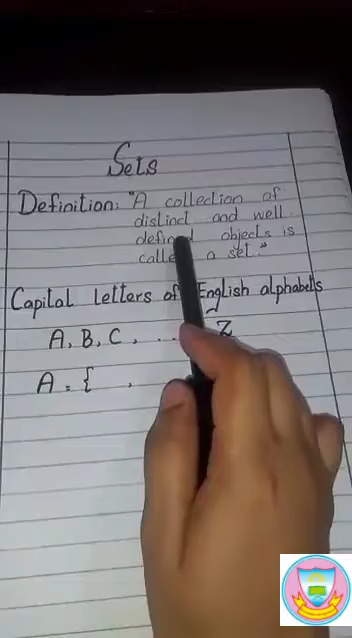 Sets
Definition: "A collection of
distinct and well
defined objects is
called a set."
Capital letters of English alphabets
A, B, C, ... Z
A = { ,